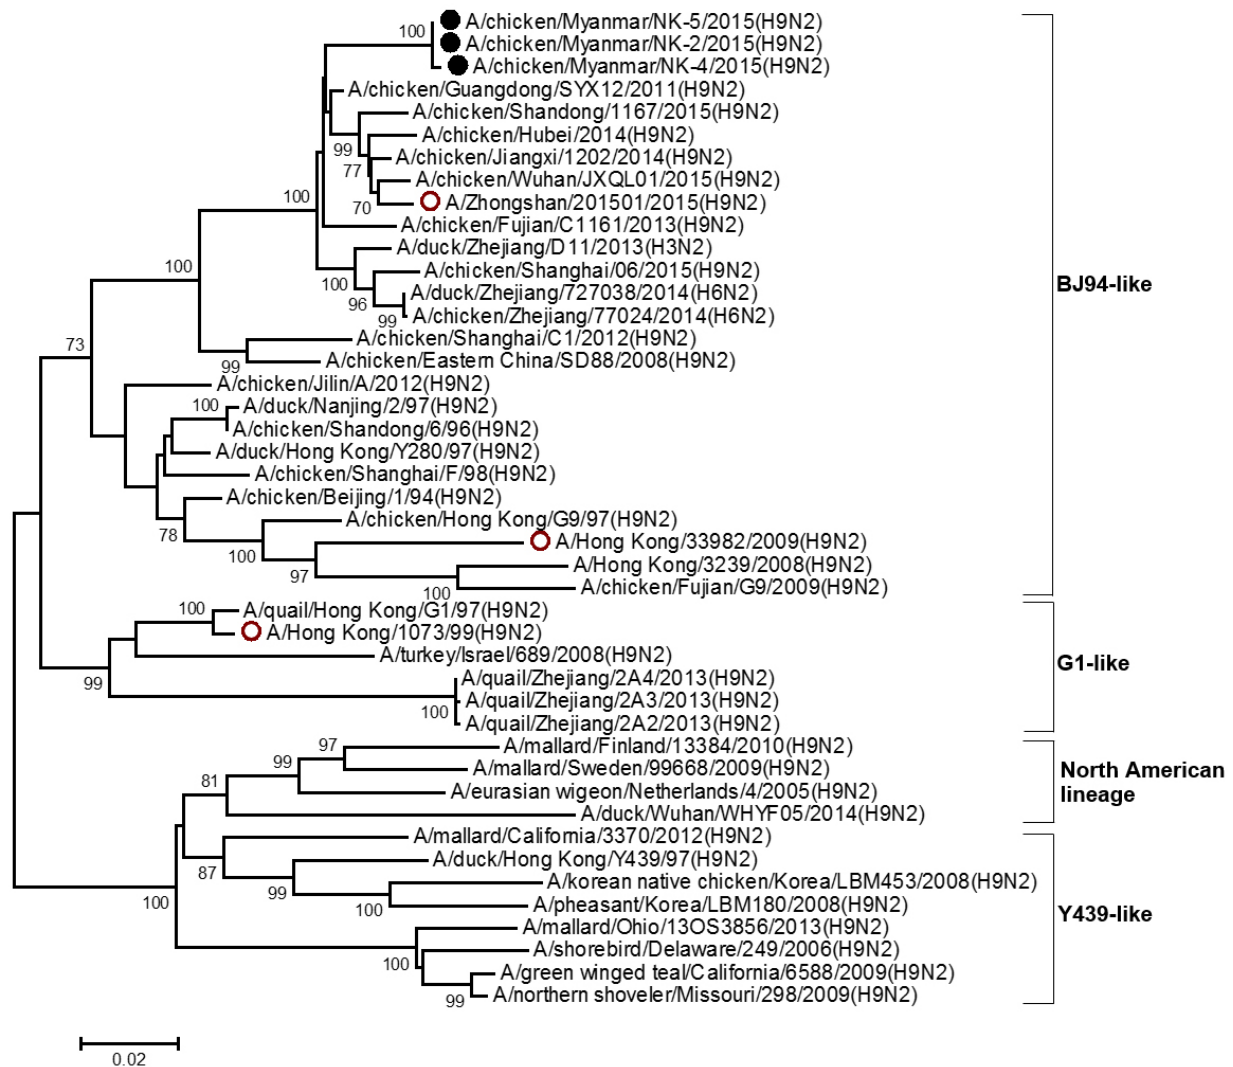 100
A/chicken/Myanmar/NK-5/2015(H9N2)
A/chicken/Myanmar/NK-2/2015(H9N2)
A/chicken/Myanmar/NK-4/2015(H9N2)
A/chicken/Guangdong/SYX12/2011(H9N2)
A/chicken/Shandong/1167/2015(H9N2)
A/chicken/Hubei/2014(H9N2)
99
A/chicken/Jiangxi/1202/2014(H9N2)
77
A/chicken/Wuhan/JXQL01/2015(H9N2)
100
70
A/Zhongshan/201501/2015(H9N2)
A/chicken/Fujian/C1161/2013(H9N2)
A/duck/Zhejiang/D11/2013(H3N2)
100
A/chicken/Shanghai/06/2015(H9N2)
100
96
A/duck/Zhejiang/727038/2014(H6N2)
BJ94-like
99
A/chicken/Zhejiang/77024/2014(H6N2)
A/chicken/Shanghai/C1/2012(H9N2)
73
99
A/chicken/Eastern China/SD88/2008(H9N2)
A/chicken/Jilin/A/2012(H9N2)
100
A/duck/Nanjing/2/97(H9N2)
A/chicken/Shandong/6/96(H9N2)
A/duck/Hong Kong/Y280/97(H9N2)
A/chicken/Shanghai/F/98(H9N2)
A/chicken/Beijing/1/94(H9N2)
78
A/chicken/Hong Kong/G9/97(H9N2)
100
A/Hong Kong/33982/2009(H9N2)
97
A/Hong Kong/3239/2008(H9N2)
100
A/chicken/Fujian/G9/2009(H9N2)
100
A/quail/Hong Kong/G1/97(H9N2)
A/Hong Kong/1073/99(H9N2)
A/turkey/Israel/689/2008(H9N2)
G1-like
99
A/quail/Zhejiang/2A4/2013(H9N2)
A/quail/Zhejiang/2A3/2013(H9N2)
100
A/quail/Zhejiang/2A2/2013(H9N2)
97
A/mallard/Finland/13384/2010(H9N2)
99
A/mallard/Sweden/99668/2009(H9N2)
North American
lineage
81
A/eurasian wigeon/Netherlands/4/2005(H9N2)
A/duck/Wuhan/WHYF05/2014(H9N2)
A/mallard/California/3370/2012(H9N2)
87
A/duck/Hong Kong/Y439/97(H9N2)
99
A/korean native chicken/Korea/LBM453/2008(H9N2)
100
100
A/pheasant/Korea/LBM180/2008(H9N2)
Y439-like
A/mallard/Ohio/13OS3856/2013(H9N2)
A/shorebird/Delaware/249/2006(H9N2)
100
A/green winged teal/California/6588/2009(H9N2)
99
A/northern shoveler/Missouri/298/2009(H9N2)
0.02